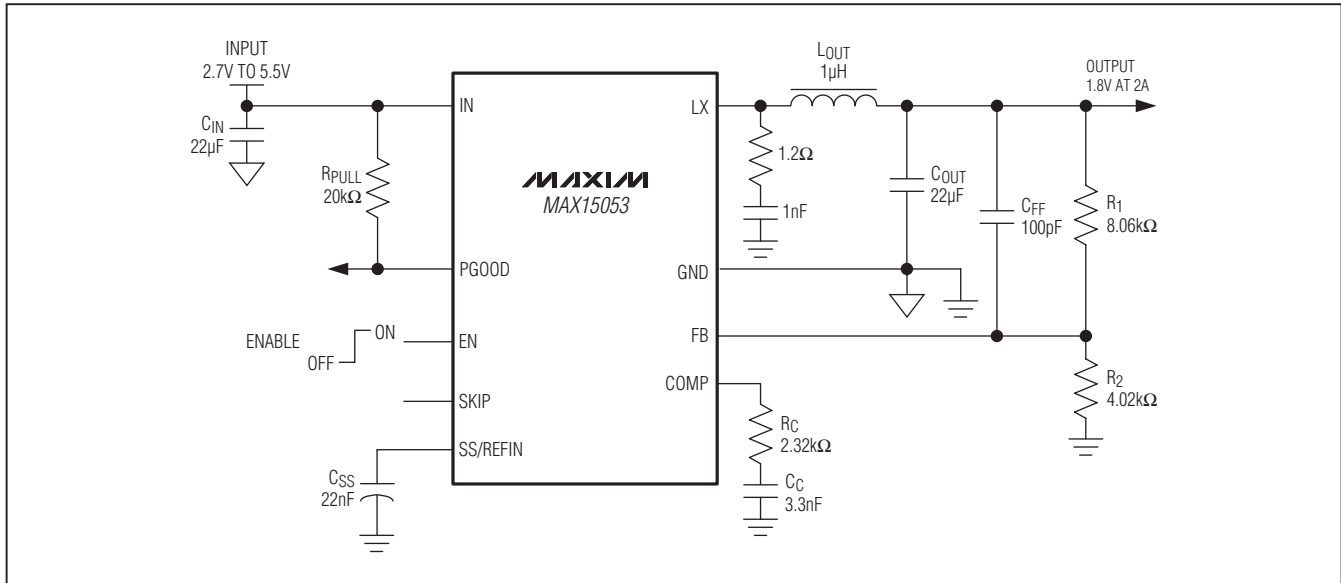 INPUT
2.7V TO 5.5V
CIN
22µF
RPULL
20kΩ
IN
PGOOD
ENABLE
OFF
ON
EN
SKIP
SS/REFIN
CSS
22nF
MAXIM
MAX15053
LX
GND
FB
COMP
LOUT
1µH
1.2Ω
1nF
COUT
22µF
CFF
100pF
OUTPUT
1.8V AT 2A
R1
8.06kΩ
R2
4.02kΩ
RC
2.32kΩ
CC
3.3nF